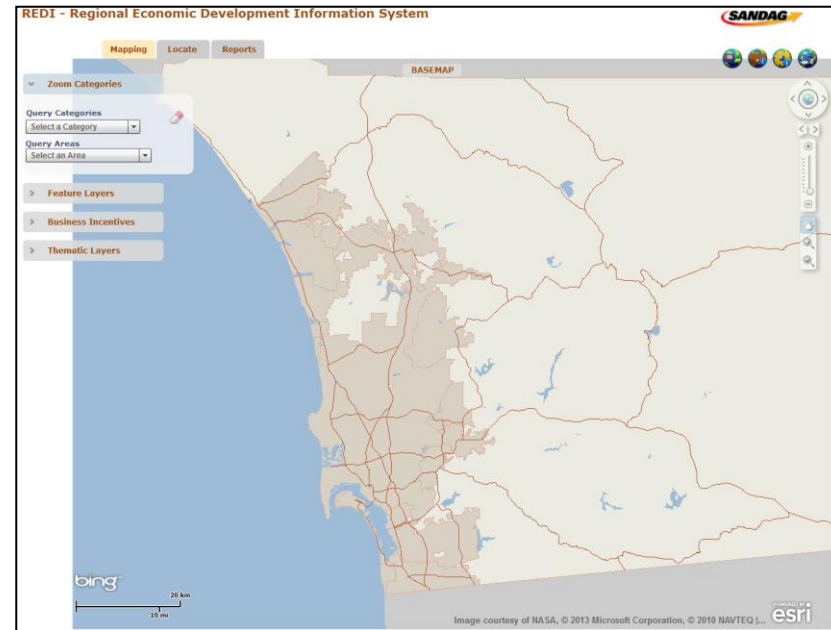 REDI - Regional Economic Development Information System
SANDAG
Mapping Locate Reports
BASEMAP
Zoom Categories
Query Categories
Select a Category
Query Areas
Select an Area
Feature Layers
Business Incentives
Thematic Layers
bing
20 km
10 mi
Image courtesy of NASA, © 2013 Microsoft Corporation, © 2010 NAVTEQ |...
POWERED BY
esri